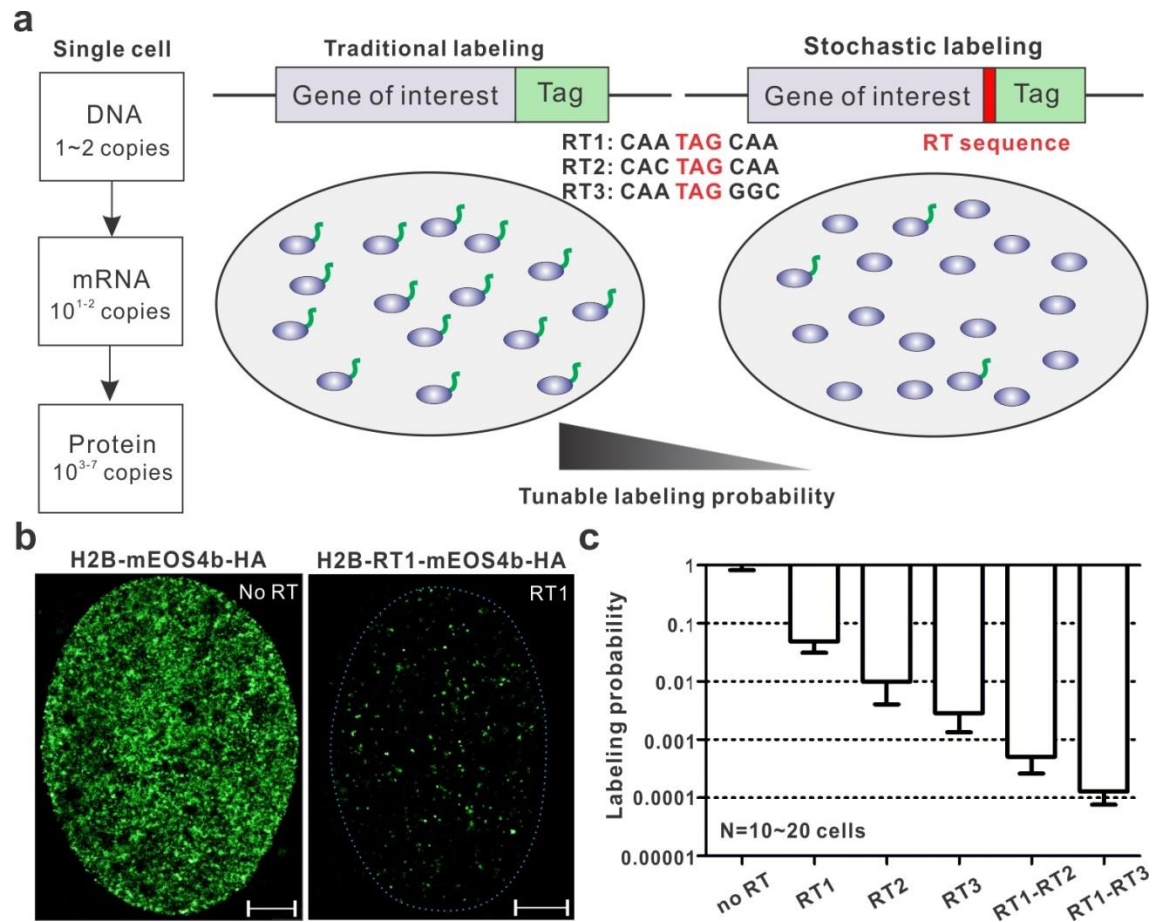 a
Single cell
DNA
1~2 copies
mRNA
10¹⁻² copies
Protein
10³⁻⁷ copies
Traditional labeling
Gene of interest
Tag
Stochastic labeling
Gene of interest
Tag
RT1: CAA TAG CAA
RT2: CAC TAG CAA
RT3: CAA TAG GGC
RT sequence
Tunable labeling probability
b
H2B-mEOS4b-HA
No RT
H2B-RT1-mEOS4b-HA
RT1
c
Labeling probability
1
0.1
0.01
0.001
0.0001
0.00001
N=10~20 cells
no RT
RT1
RT2
RT3
RT1-RT2
RT1-RT3